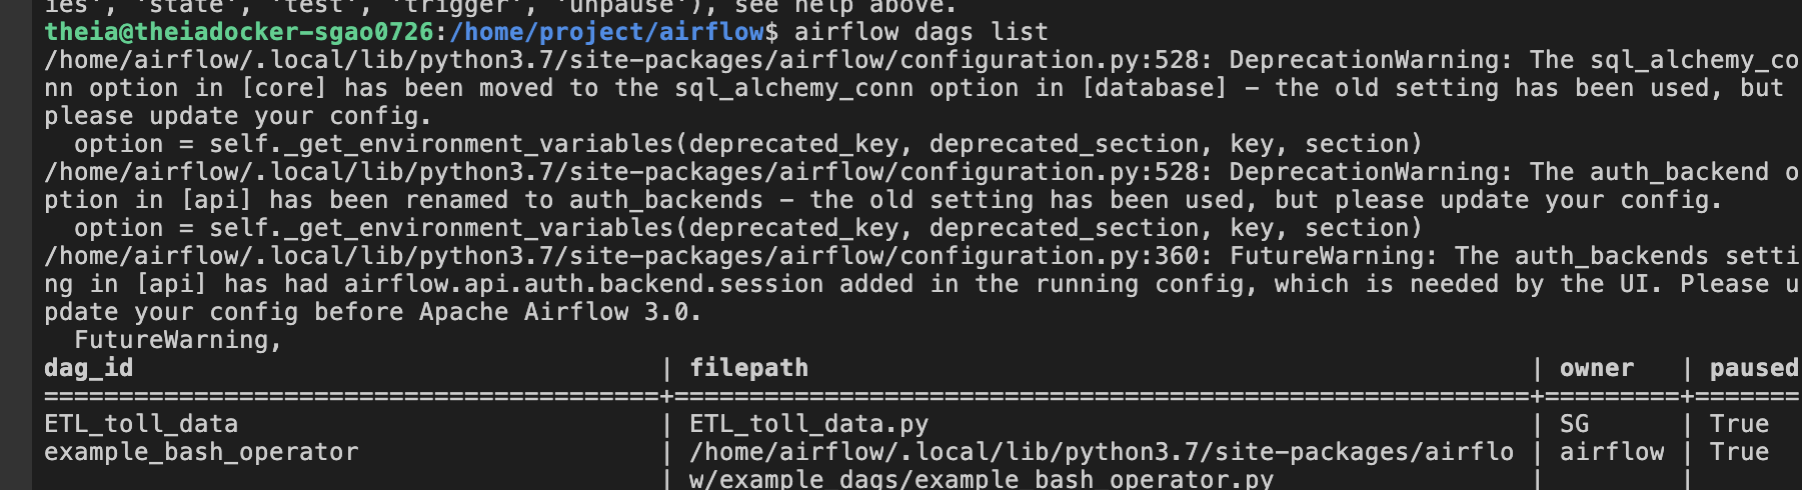 ies', 'state', 'test', 'trigger', 'unpause'), see help above.
theia@theiadocker-sgao0726:/home/project/airflow$ airflow dags list
/home/airflow/.local/lib/python3.7/site-packages/airflow/configuration.py:528: DeprecationWarning: The sql_alchemy_co
nn option in [core] has been moved to the sql_alchemy_conn option in [database] - the old setting has been used, but
please update your config.
  option = self._get_environment_variables(deprecated_key, deprecated_section, key, section)
/home/airflow/.local/lib/python3.7/site-packages/airflow/configuration.py:528: DeprecationWarning: The auth_backend o
ption in [api] has been renamed to auth_backends - the old setting has been used, but please update your config.
  option = self._get_environment_variables(deprecated_key, deprecated_section, key, section)
/home/airflow/.local/lib/python3.7/site-packages/airflow/configuration.py:360: FutureWarning: The auth_backends setti
ng in [api] has had airflow.api.auth.backend.session added in the running config, which is needed by the UI. Please u
pdate your config before Apache Airflow 3.0.
  FutureWarning,
dag_id                                   | filepath                                                | owner   | paused
=========================================+=========================================================+=========+=======
ETL_toll_data                            | ETL_toll_data.py                                        | SG      | True
example_bash_operator                    | /home/airflow/.local/lib/python3.7/site-packages/airflo | airflow | True
                                         | w/example_dags/example_bash_operator.py                 |         |